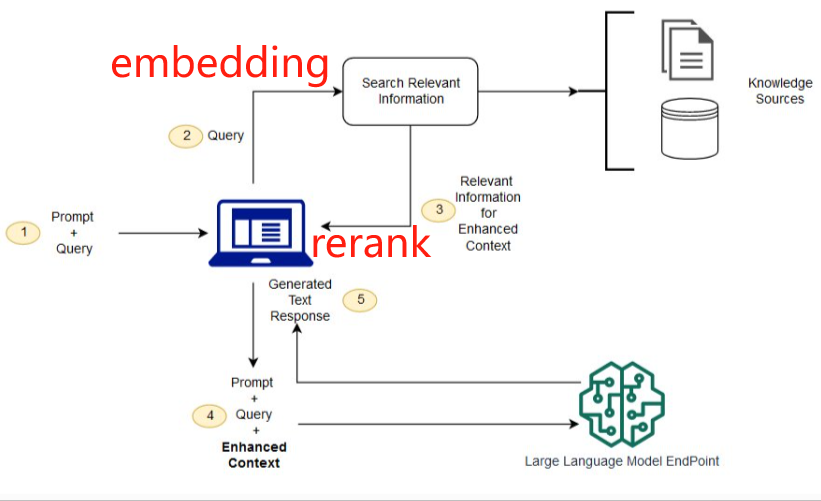 embedding
Search Relevant
Information
Knowledge
Sources
2
Query
Relevant
Information
for
Enhanced
Context
3
1
Prompt
+
Query
rerank
Generated
Text
Response
5
Prompt
+
Query
+
Enhanced
Context
4
Large Language Model EndPoint